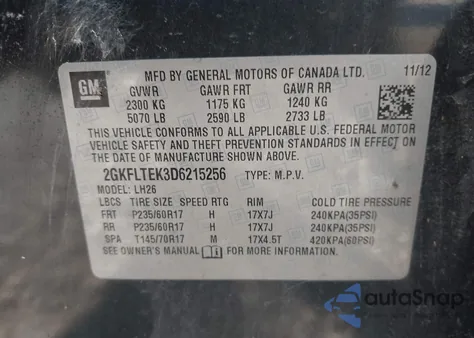 GM
MFD BY GENERAL MOTORS OF CANADA LTD. 11/12
GVWR GAWR FRT GAWR RR
2300 KG 1175 KG 1240 KG
5070 LB 2590 LB 2733 LB
THIS VEHICLE CONFORMS TO ALL APPLICABLE U.S. FEDERAL MOTOR
VEHICLE SAFETY AND THEFT PREVENTION STANDARDS IN EFFECT ON THE
DATE OF MANUFACTURE SHOWN ABOVE.
2GKFLTEK3D6215256 TYPE: M.P.V.
MODEL: LH26
LBCS TIRE SIZE SPEED RTG RIM COLD TIRE PRESSURE
FRT P235/60R17 H 17X7J 240KPA(35PSI)
RR P235/60R17 H 17X7J 240KPA(35PSI)
SPA T145/70R17 M 17X4.5T 420KPA(60PSI)
SEE OWNER'S MANUAL FOR ADDITIONAL INFORMATION.
autoSnap